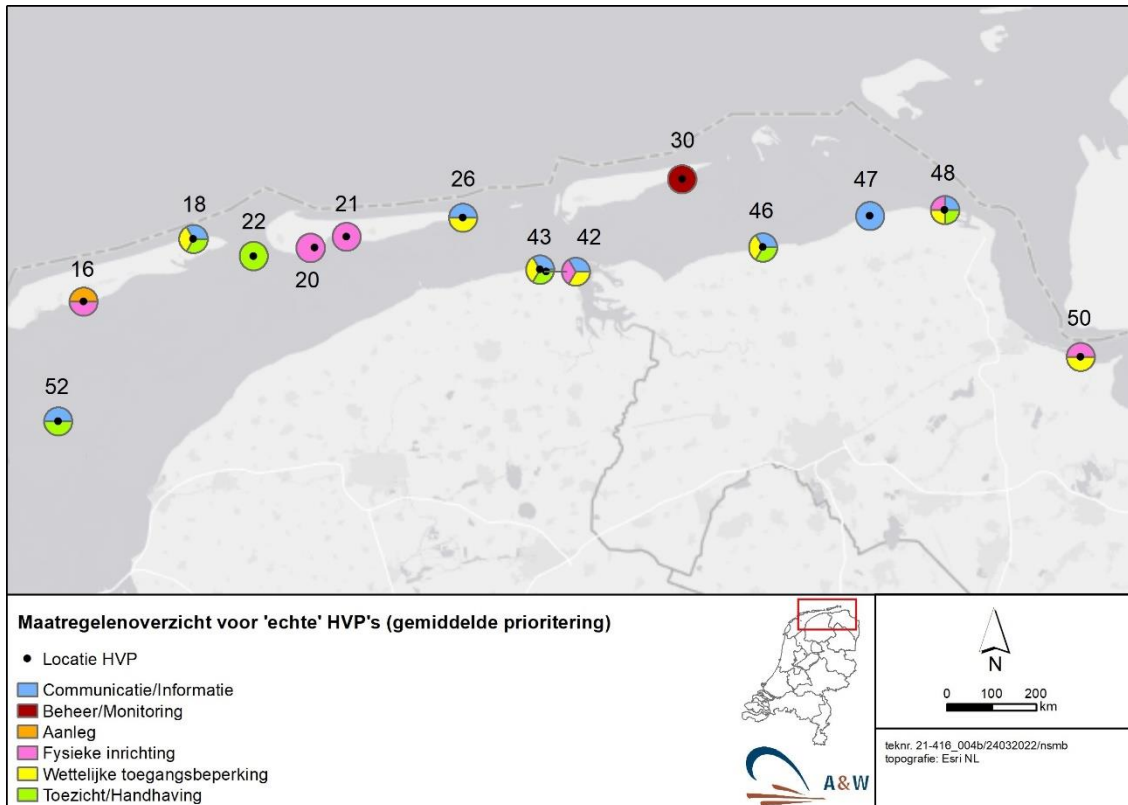 30
26
47
48
18
21
22
46
43
42
20
16
50
52
Maatregelenoverzicht voor 'echte' HVP's (gemiddelde prioritering)
Locatie HVP
Communicatie/Informatie
Beheer/Monitoring
Aanleg
Fysieke inrichting
Wettelijke toegangsbeperking
Toezicht/Handhaving
A&W
N
0 100 200
km
teknr. 21-416_004b/24032022/nsmb
topografie: Esri NL